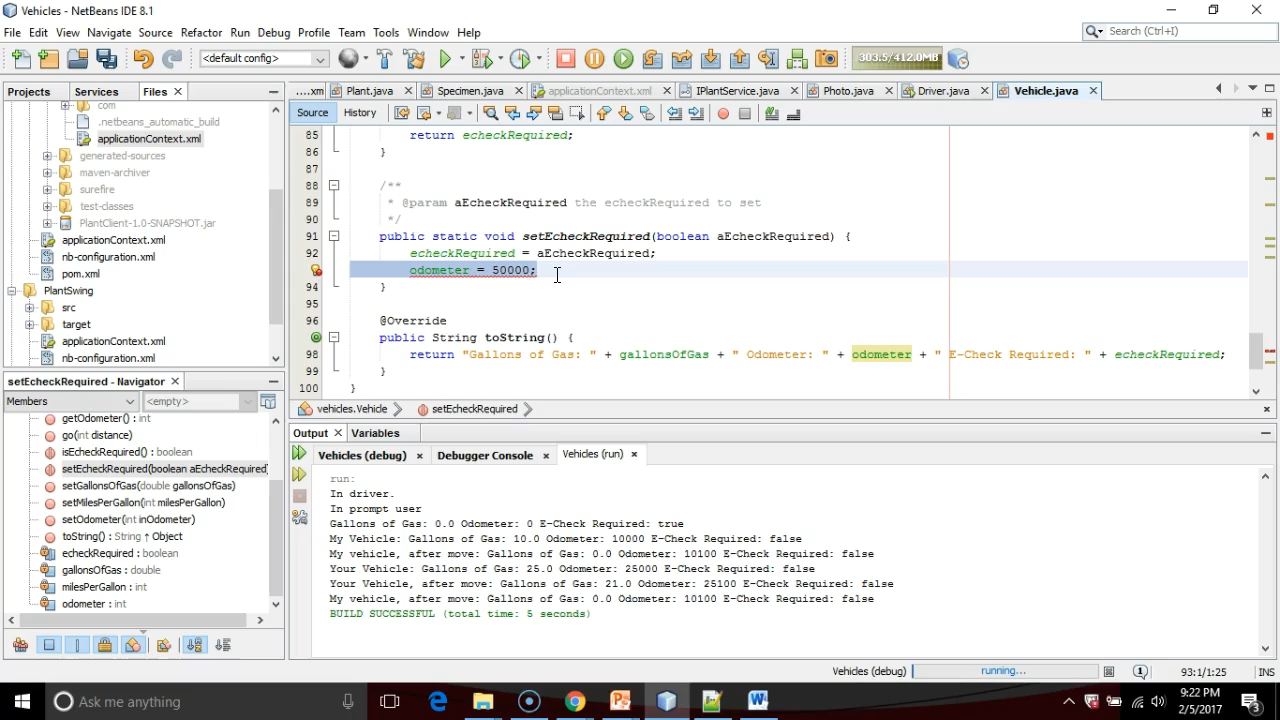 Vehicles - NetBeans IDE 8.1
File Edit View Navigate Source Refactor Run Debug Profile Team Tools Window Help
Search (Ctrl+I)
<default config>
303.5/412.0MB
Projects Services Files
...xm Plant.java Specimen.java applicationContext.xml IPlantService.java Photo.java Driver.java Vehicle.java
Source History
com
.netbeans_automatic_build
applicationContext.xml
generated-sources
maven-archiver
surefire
test-classes
PlantClient-1.0-SNAPSHOT.jar
applicationContext.xml
nb-configuration.xml
pom.xml
PlantSwing
src
target
applicationContext.xml
nb-configuration.xml
85 return echeckRequired;
86 }
87
88 /**
89 * @param aEcheckRequired the echeckRequired to set
90 */
91 public static void setEcheckRequired(boolean aEcheckRequired) {
92 echeckRequired = aEcheckRequired;
odometer = 50000;
94 }
95
96 @Override
public String toString() {
98 return "Gallons of Gas: " + gallonsOfGas + " Odometer: " + odometer + " E-Check Required: " + echeckRequired;
99 }
100 }
vehicles.Vehicle setEcheckRequired
setEcheckRequired - Navigator
Members <empty>
getOdometer() : int
go(int distance)
isEcheckRequired() : boolean
setEcheckRequired(boolean aEcheckRequired)
setGallonsOfGas(double gallonsOfGas)
setMilesPerGallon(int milesPerGallon)
setOdometer(int inOdometer)
toString() : String ↑ Object
echeckRequired : boolean
gallonsOfGas : double
milesPerGallon : int
odometer : int
Output Variables
Vehicles (debug) Debugger Console Vehicles (run)
run:
In driver.
In prompt user
Gallons of Gas: 0.0 Odometer: 0 E-Check Required: true
My Vehicle: Gallons of Gas: 10.0 Odometer: 10000 E-Check Required: false
My vehicle, after move: Gallons of Gas: 0.0 Odometer: 10100 E-Check Required: false
Your Vehicle: Gallons of Gas: 25.0 Odometer: 25000 E-Check Required: false
Your Vehicle, after move: Gallons of Gas: 21.0 Odometer: 25100 E-Check Required: false
My vehicle, after move: Gallons of Gas: 0.0 Odometer: 10100 E-Check Required: false
BUILD SUCCESSFUL (total time: 5 seconds)
Vehicles (debug) running... 1 93:1/1:25 INS
Ask me anything
9:22 PM
2/5/2017
3